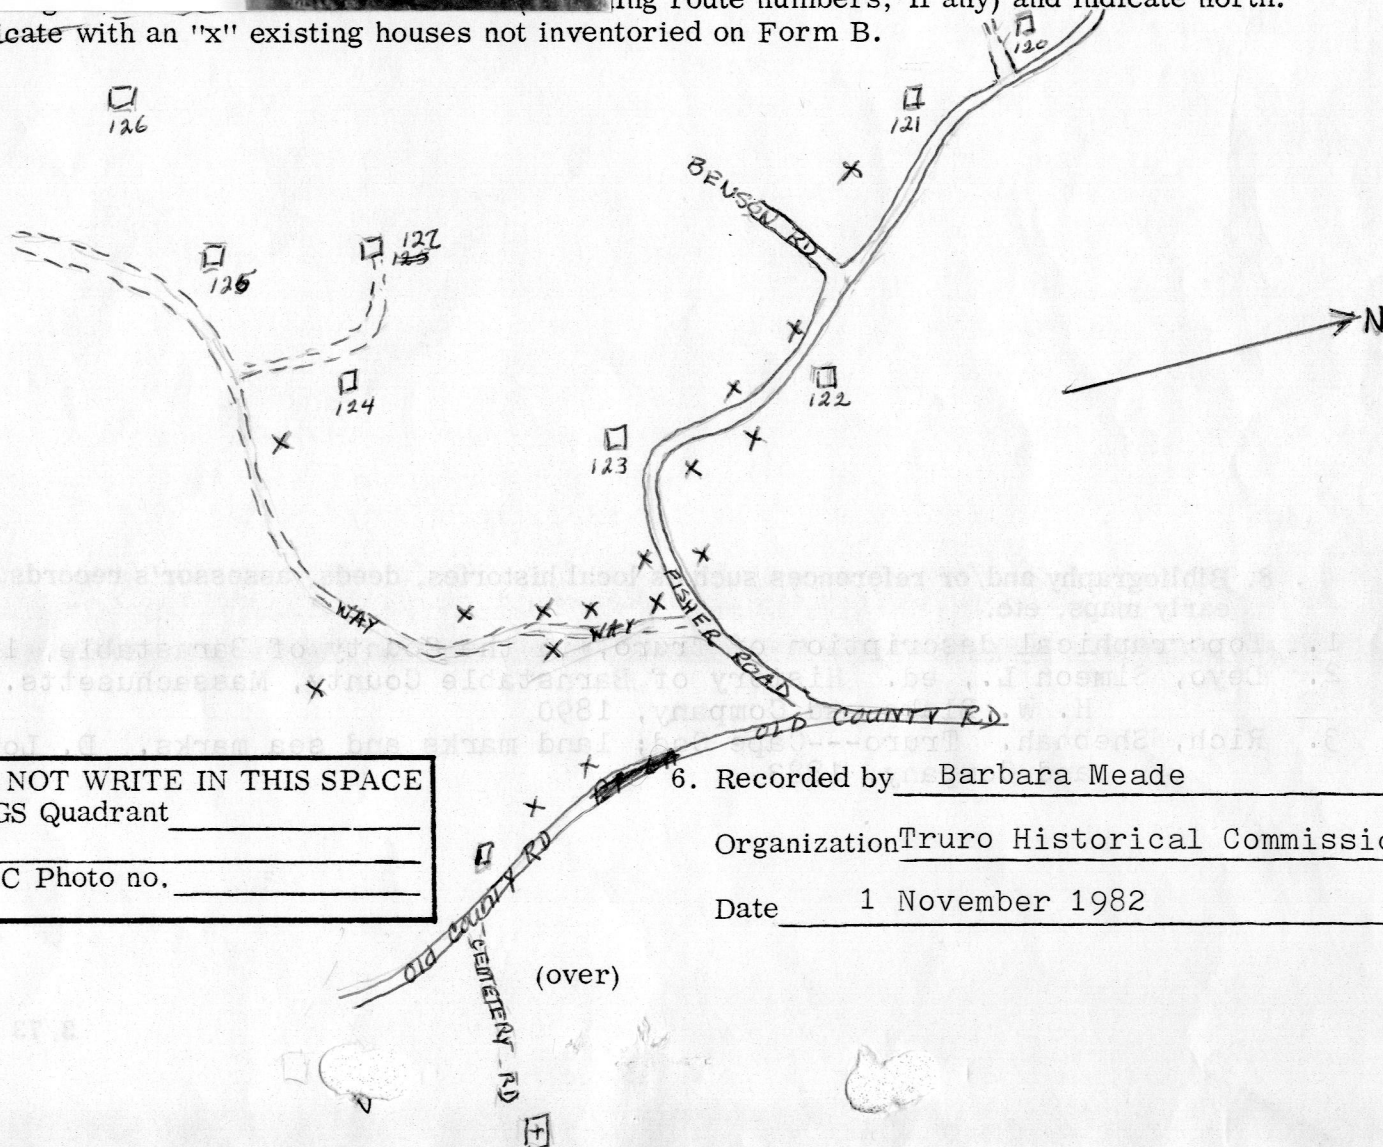 ing route numbers, if any) and indicate north.
icate with an "x" existing houses not inventoried on Form B.
120
126
121
BENSON RD
127
125
126
N
124
122
123
FISHER ROAD
WAY
WAY
OLD COUNTY RD
NOT WRITE IN THIS SPACE
GS Quadrant
C Photo no.
6. Recorded by Barbara Meade
Organization Truro Historical Commissio
Date 1 November 1982
OLD COUNTY RD
CEMETERY RD
(over)
8. Bibliography and/or references such as local histories, deeds, assessor's records
early maps, etc.
1. Topographical description of Truro, in the County of Barnstable, 1
2. Deyo, Simeon L., ed. History of Barnstable County, Massachusetts.
H. W. Company, 1890
3. Rich, Shebnah. Truro---Cape Cod; land marks and sea marks. D. Lo
3/73